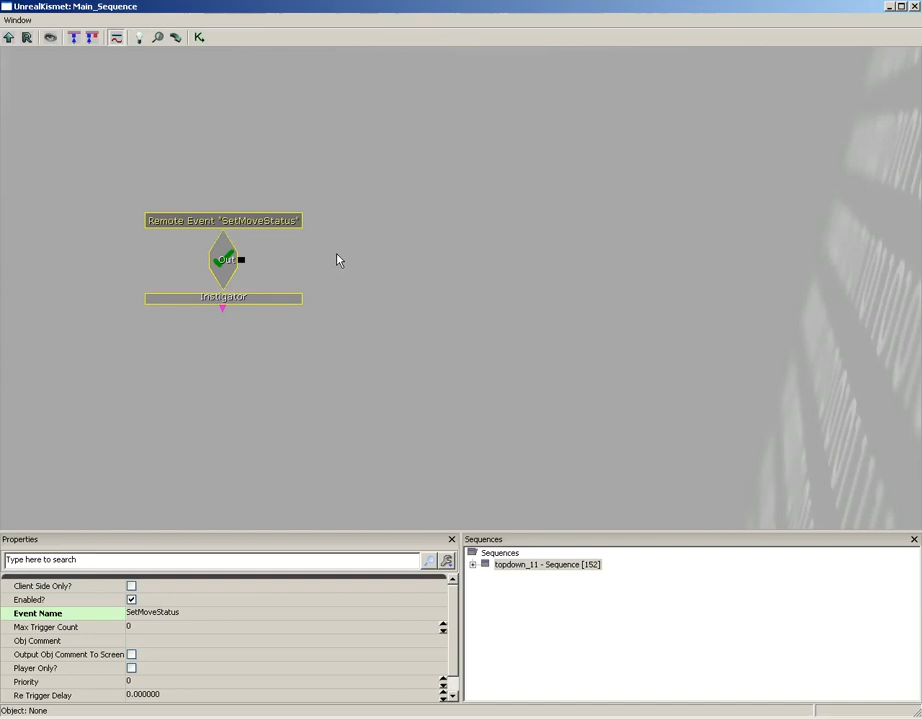 UnrealKismet: Main_Sequence
Window
Remote Event "SetMoveStatus"
Out
Instigator
Properties
Type here to search
Client Side Only?
Enabled?
Event Name SetMoveStatus
Max Trigger Count 0
Obj Comment
Output Obj Comment To Screen
Player Only?
Priority 0
Re Trigger Delay 0.000000
Sequences
Sequences
topdown_11 - Sequence [152]
Object: None